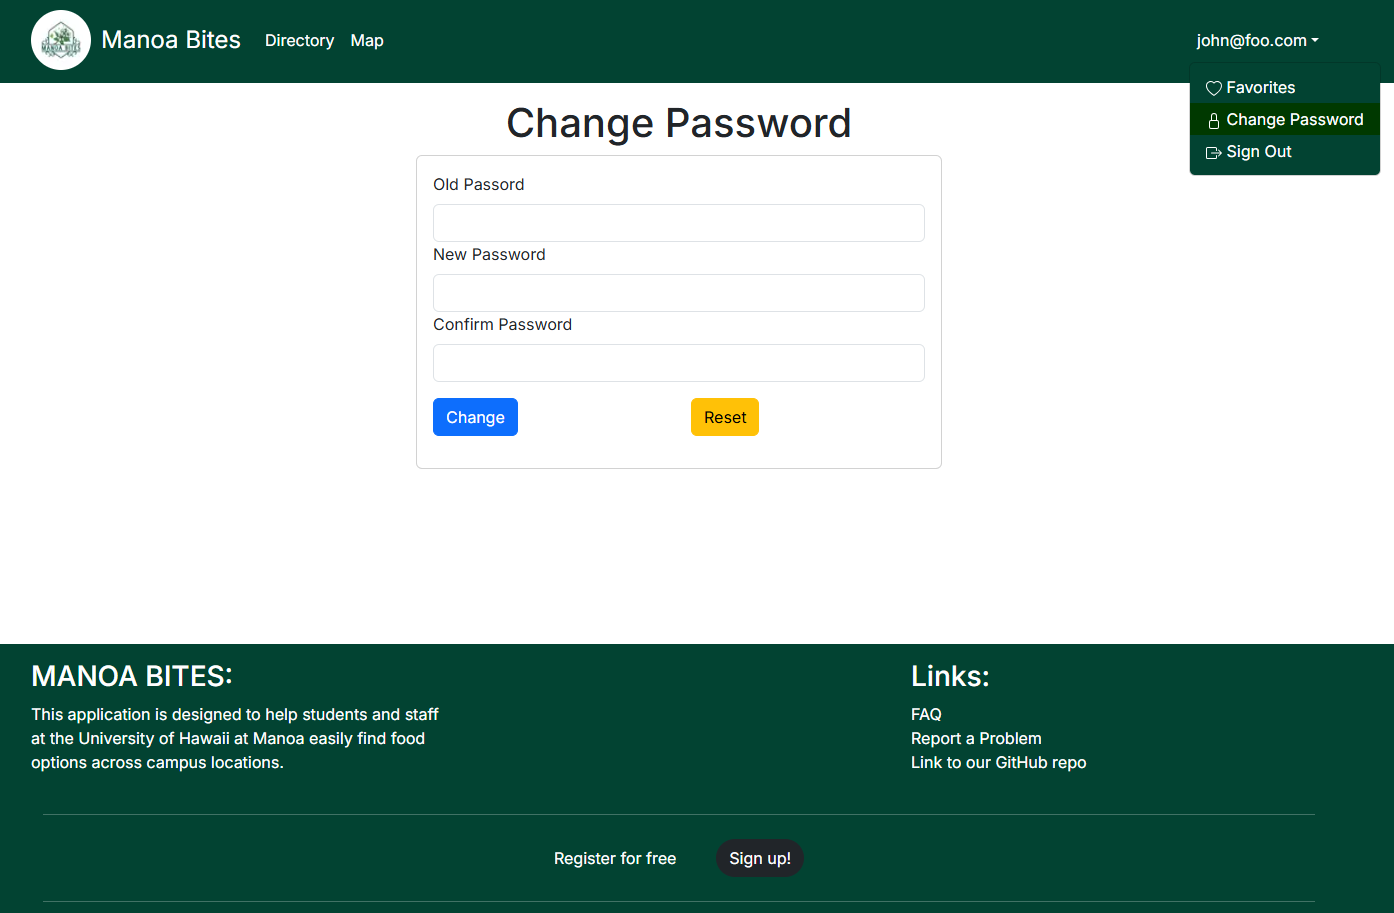 MANOA BITES
Manoa Bites
Directory
Map
john@foo.com
Favorites
Change Password
Sign Out
Change Password
Old Passord
New Password
Confirm Password
Change
Reset
MANOA BITES:
This application is designed to help students and staff
at the University of Hawaii at Manoa easily find food
options across campus locations.
Links:
FAQ
Report a Problem
Link to our GitHub repo
Register for free
Sign up!